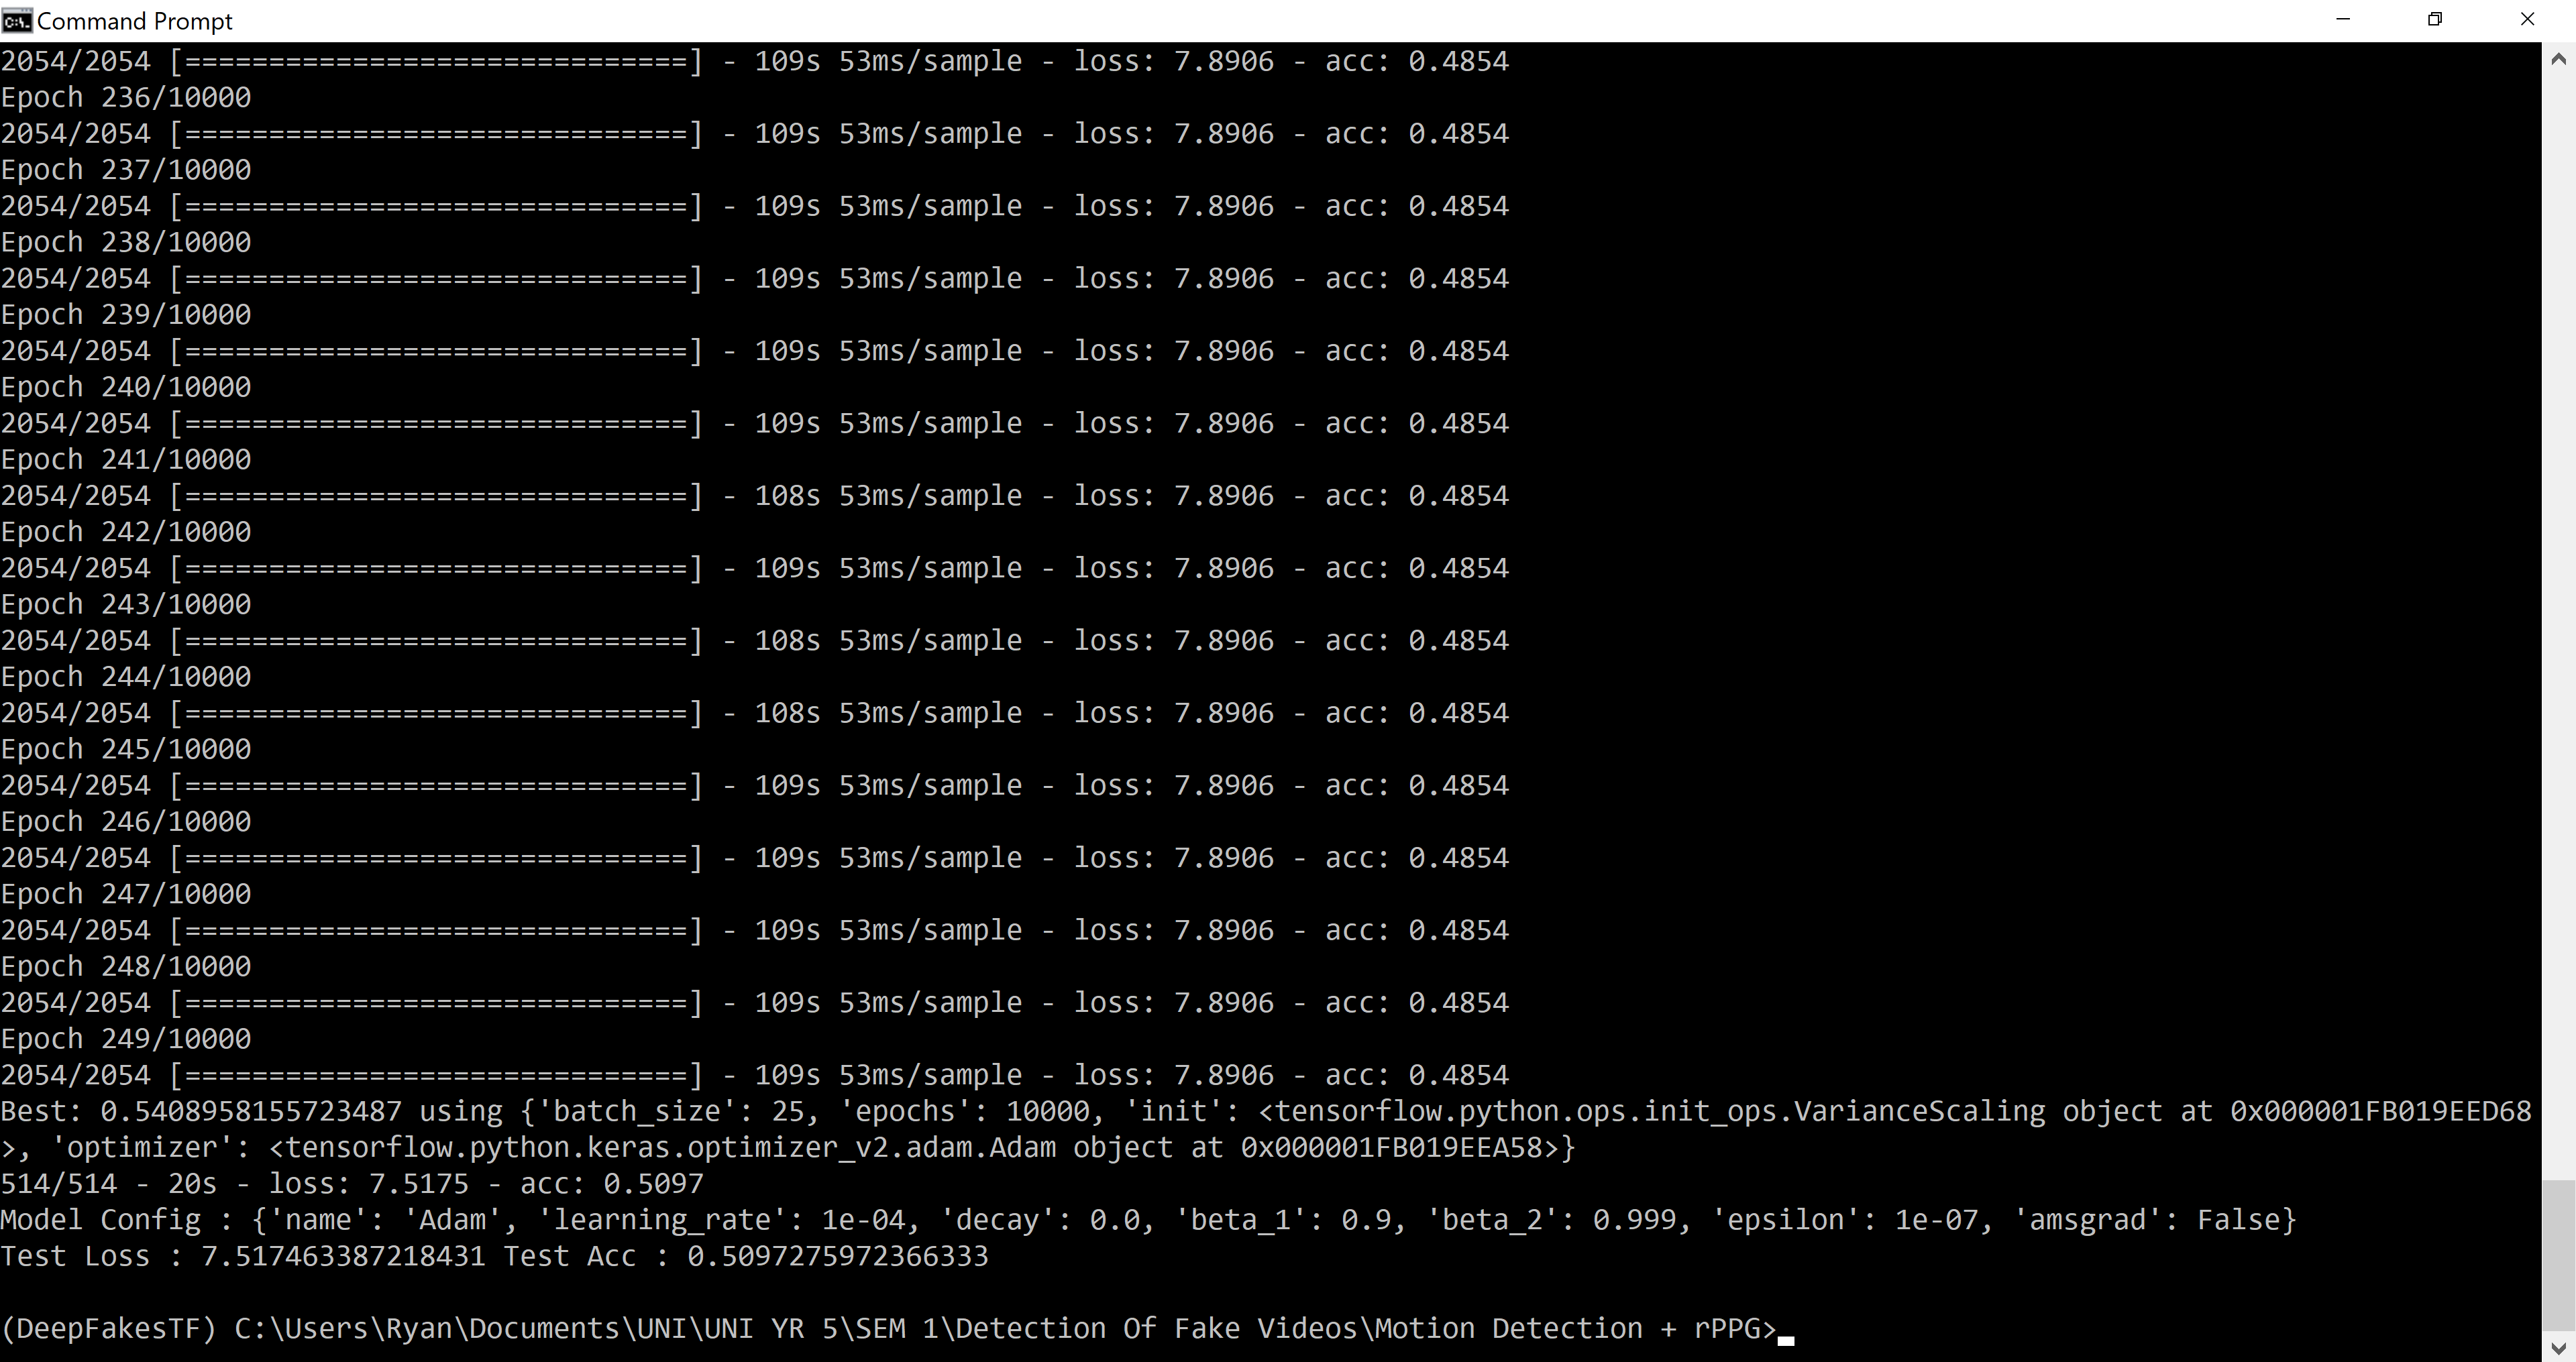 Command Prompt
2054/2054 [==============================] - 109s 53ms/sample - loss: 7.8906 - acc: 0.4854
Epoch 236/10000
2054/2054 [==============================] - 109s 53ms/sample - loss: 7.8906 - acc: 0.4854
Epoch 237/10000
2054/2054 [==============================] - 109s 53ms/sample - loss: 7.8906 - acc: 0.4854
Epoch 238/10000
2054/2054 [==============================] - 109s 53ms/sample - loss: 7.8906 - acc: 0.4854
Epoch 239/10000
2054/2054 [==============================] - 109s 53ms/sample - loss: 7.8906 - acc: 0.4854
Epoch 240/10000
2054/2054 [==============================] - 109s 53ms/sample - loss: 7.8906 - acc: 0.4854
Epoch 241/10000
2054/2054 [==============================] - 108s 53ms/sample - loss: 7.8906 - acc: 0.4854
Epoch 242/10000
2054/2054 [==============================] - 109s 53ms/sample - loss: 7.8906 - acc: 0.4854
Epoch 243/10000
2054/2054 [==============================] - 108s 53ms/sample - loss: 7.8906 - acc: 0.4854
Epoch 244/10000
2054/2054 [==============================] - 108s 53ms/sample - loss: 7.8906 - acc: 0.4854
Epoch 245/10000
2054/2054 [==============================] - 109s 53ms/sample - loss: 7.8906 - acc: 0.4854
Epoch 246/10000
2054/2054 [==============================] - 109s 53ms/sample - loss: 7.8906 - acc: 0.4854
Epoch 247/10000
2054/2054 [==============================] - 109s 53ms/sample - loss: 7.8906 - acc: 0.4854
Epoch 248/10000
2054/2054 [==============================] - 109s 53ms/sample - loss: 7.8906 - acc: 0.4854
Epoch 249/10000
2054/2054 [==============================] - 109s 53ms/sample - loss: 7.8906 - acc: 0.4854
Best: 0.5408958155723487 using {'batch_size': 25, 'epochs': 10000, 'init': <tensorflow.python.ops.init_ops.VarianceScaling object at 0x000001FB019EED68
>, 'optimizer': <tensorflow.python.keras.optimizer_v2.adam.Adam object at 0x000001FB019EEA58>}
514/514 - 20s - loss: 7.5175 - acc: 0.5097
Model Config : {'name': 'Adam', 'learning_rate': 1e-04, 'decay': 0.0, 'beta_1': 0.9, 'beta_2': 0.999, 'epsilon': 1e-07, 'amsgrad': False}
Test Loss : 7.517463387218431 Test Acc : 0.5097275972366333
(DeepFakesTF) C:\Users\Ryan\Documents\UNI\UNI YR 5\SEM 1\Detection Of Fake Videos\Motion Detection + rPPG>